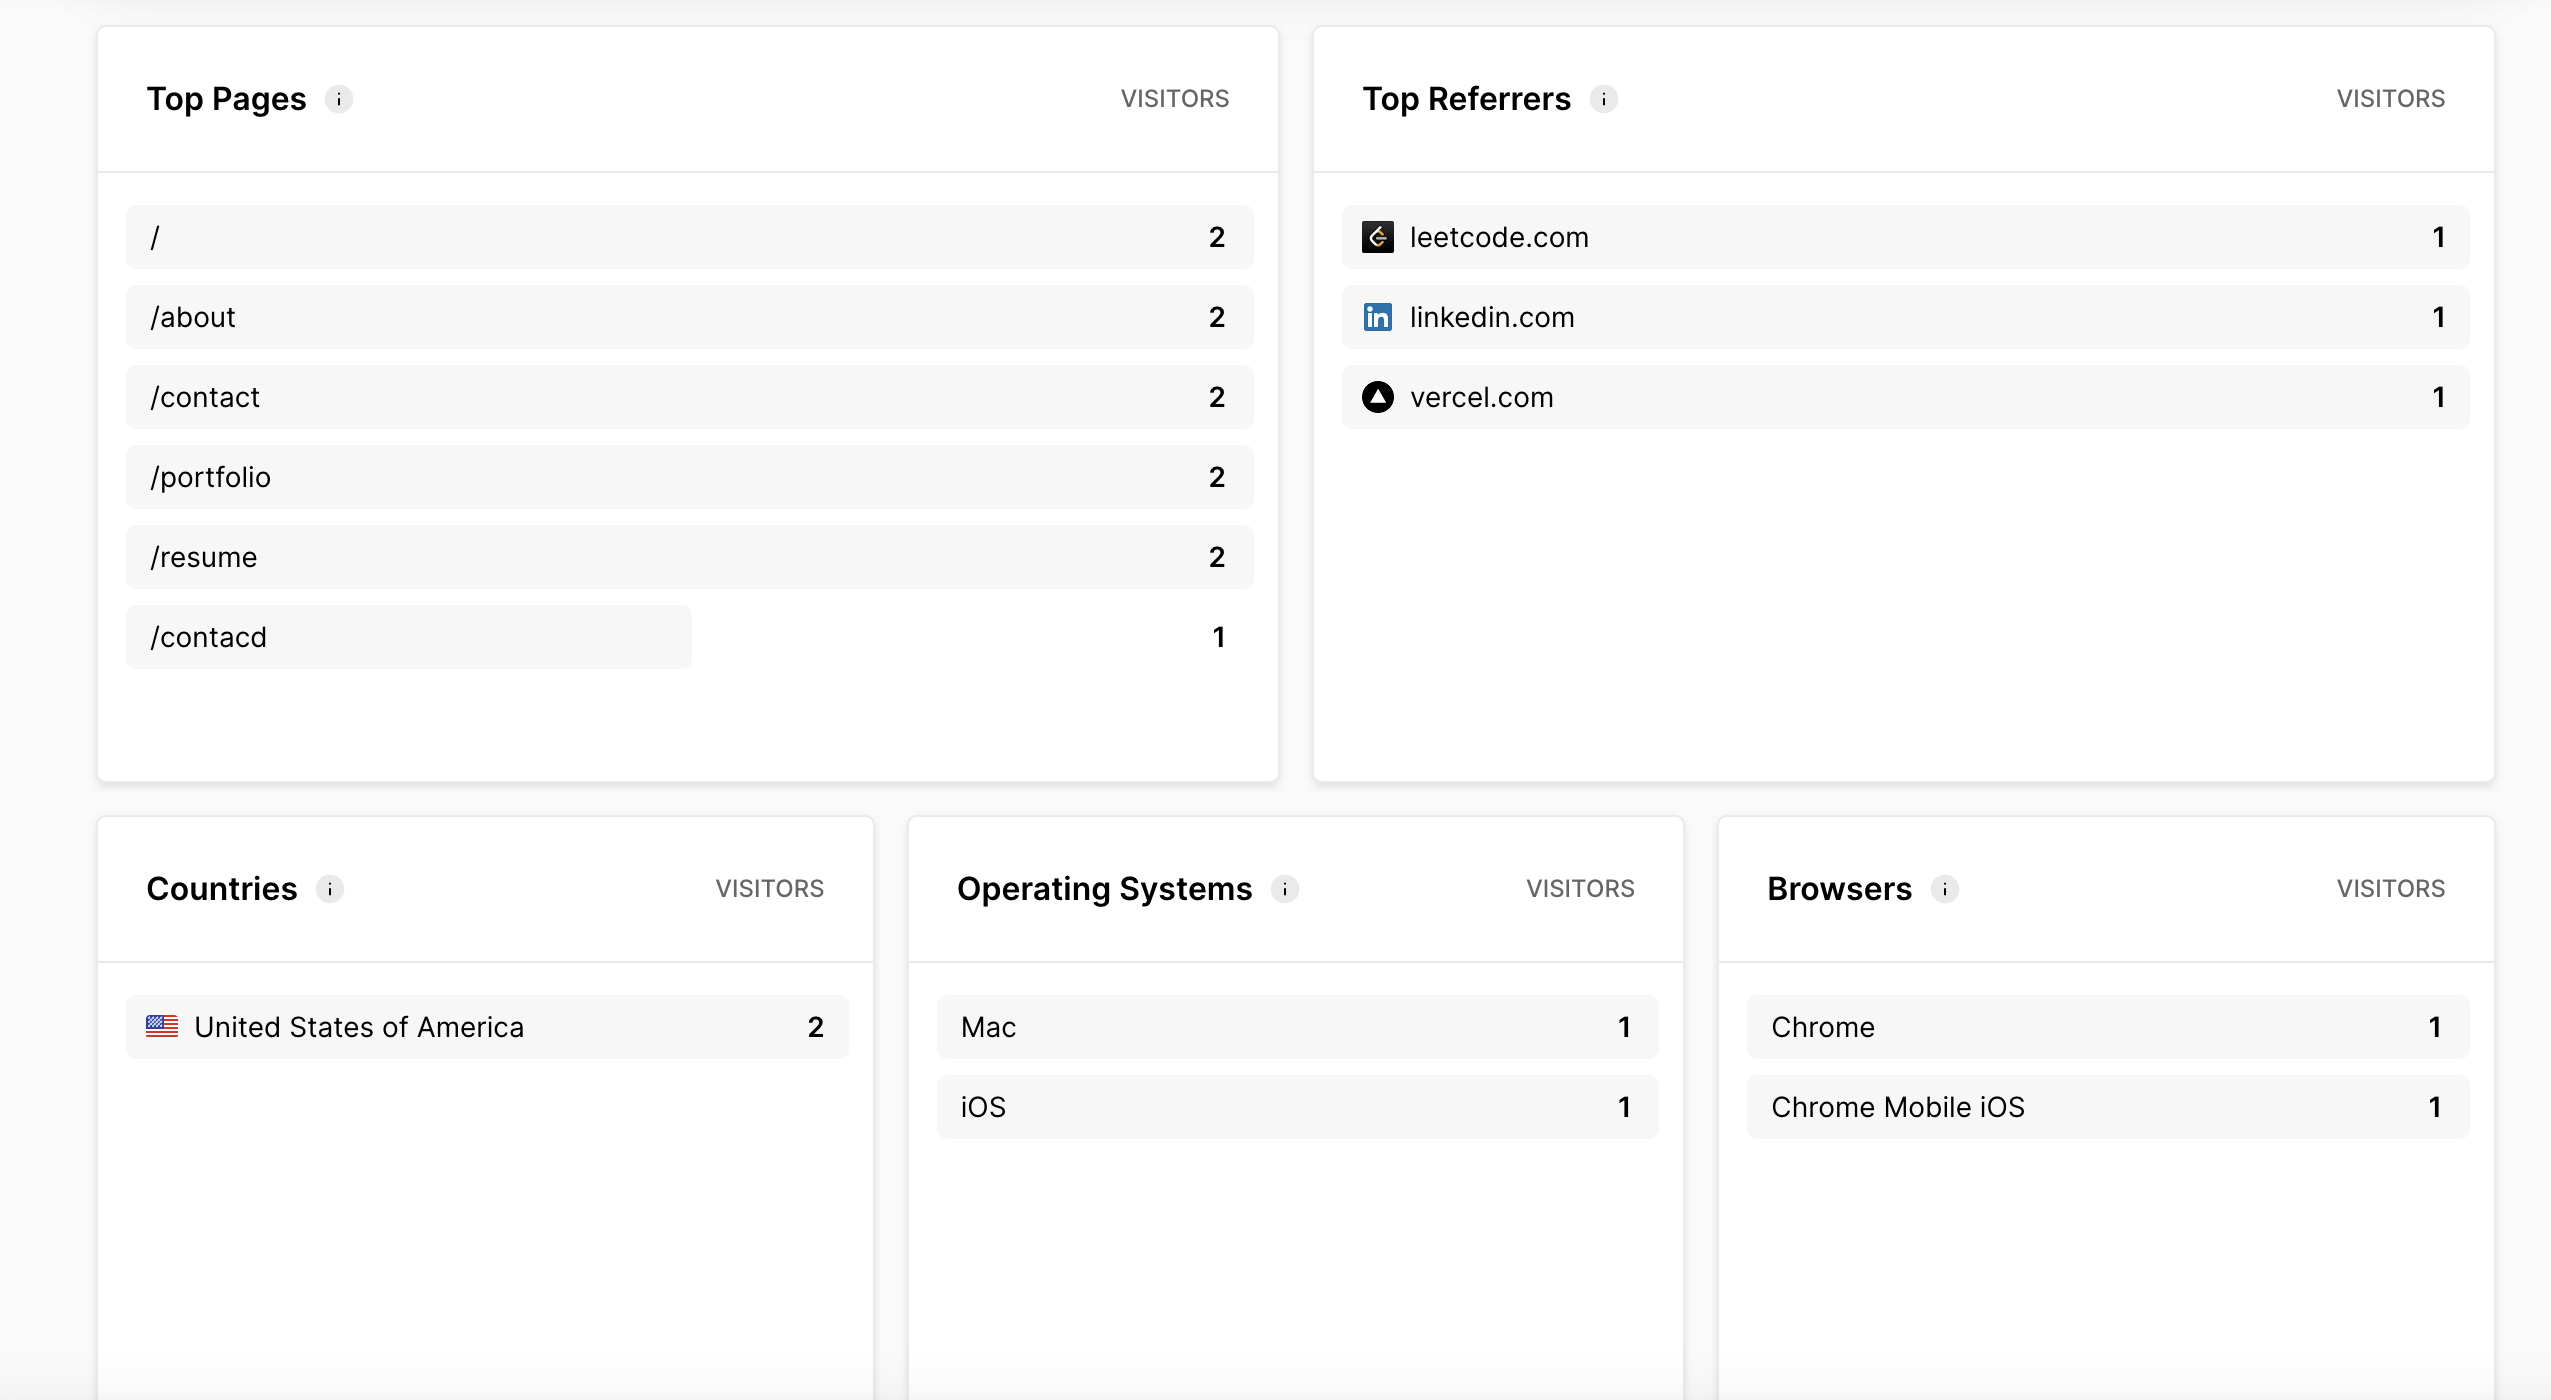 Top Pages i VISITORS
/ 2
/about 2
/contact 2
/portfolio 2
/resume 2
/contacd 1
Top Referrers i VISITORS
leetcode.com 1
in linkedin.com 1
vercel.com 1
Countries i VISITORS
United States of America 2
Operating Systems i VISITORS
Mac 1
iOS 1
Browsers i VISITORS
Chrome 1
Chrome Mobile iOS 1